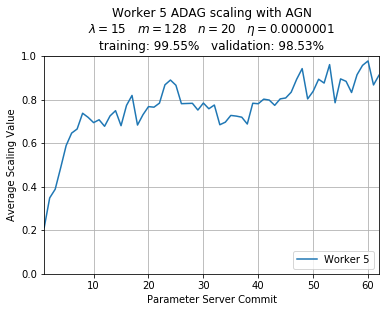 Worker 5 ADAG scaling with AGN
λ = 15 m = 128 n = 20 η = 0.0000001
training: 99.55% validation: 98.53%
1.0
0.8
0.6
0.4
0.2
0.0
Average Scaling Value
Worker 5
10 20 30 40 50 60
Parameter Server Commit